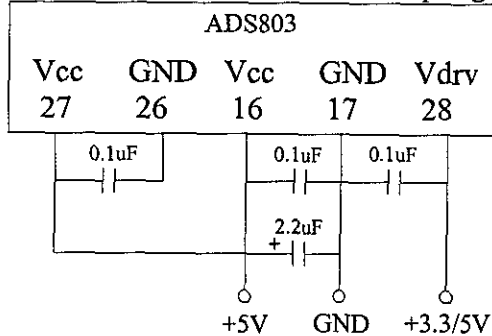 ADS803
Vcc GND Vcc GND Vdrv
27 26 16 17 28
0.1uF 0.1uF 0.1uF
2.2uF
+
+5V GND +3.3/5V